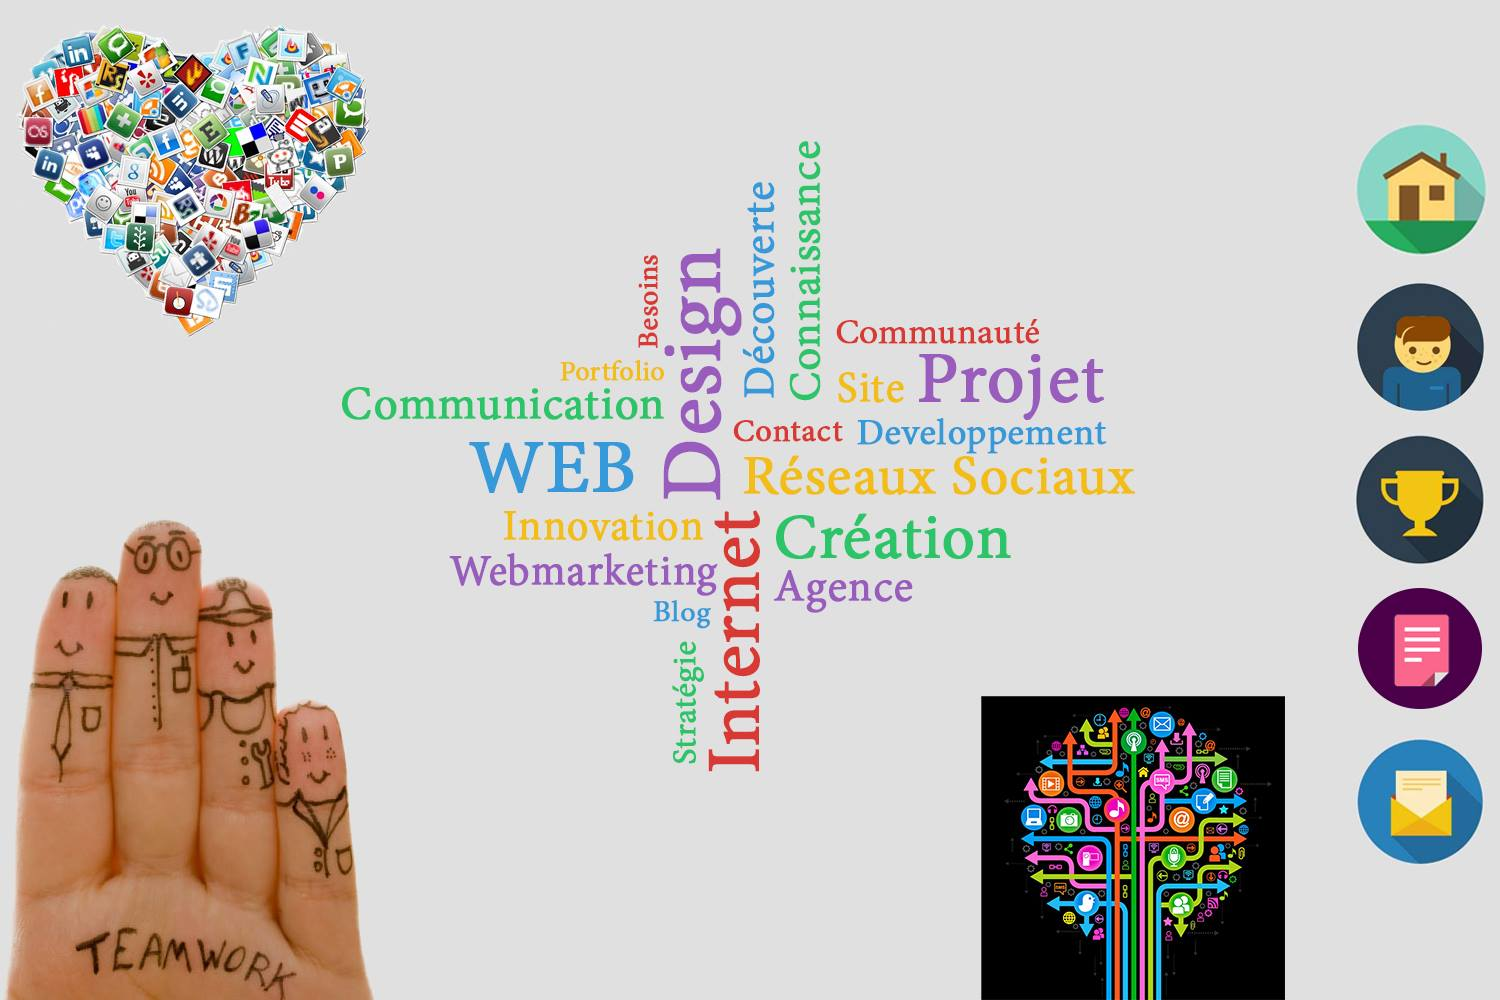 Connaissance
Découverte
Besoins
Design
Communauté
Portfolio
Projet
Site
Communication
Contact
Developpement
WEB
Réseaux Sociaux
Innovation
Internet
Création
Webmarketing
Agence
Blog
Stratégie
TEAMWORK
SMS